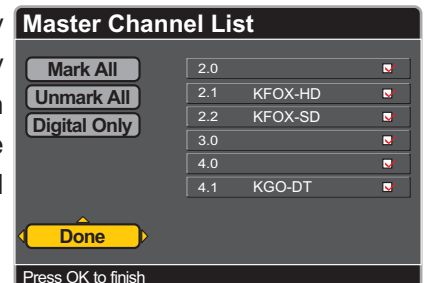 Master Channel List
Mark All
Unmark All
Digital Only
2.0
2.1 KFOX-HD
2.2 KFOX-SD
3.0
4.0
4.1 KGO-DT
Done
Press OK to finish